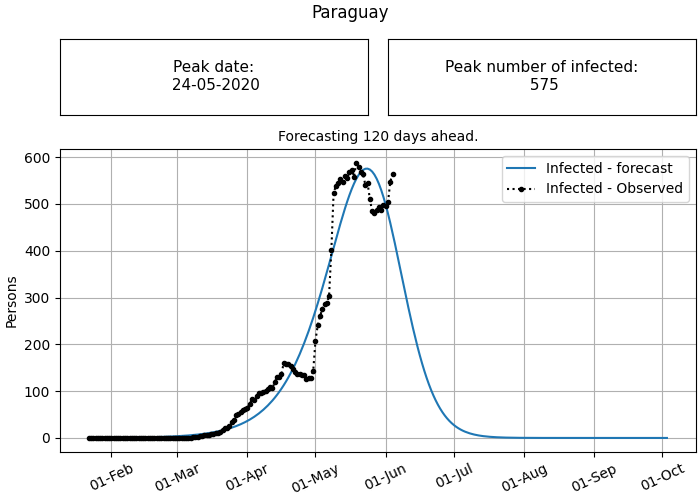 Paraguay
Peak date:
24-05-2020
Peak number of infected:
575
Forecasting 120 days ahead.
Infected - forecast
Infected - Observed
Persons
600
500
400
300
200
100
0
01-Feb
01-Mar
01-Apr
01-May
01-Jun
01-Jul
01-Aug
01-Sep
01-Oct